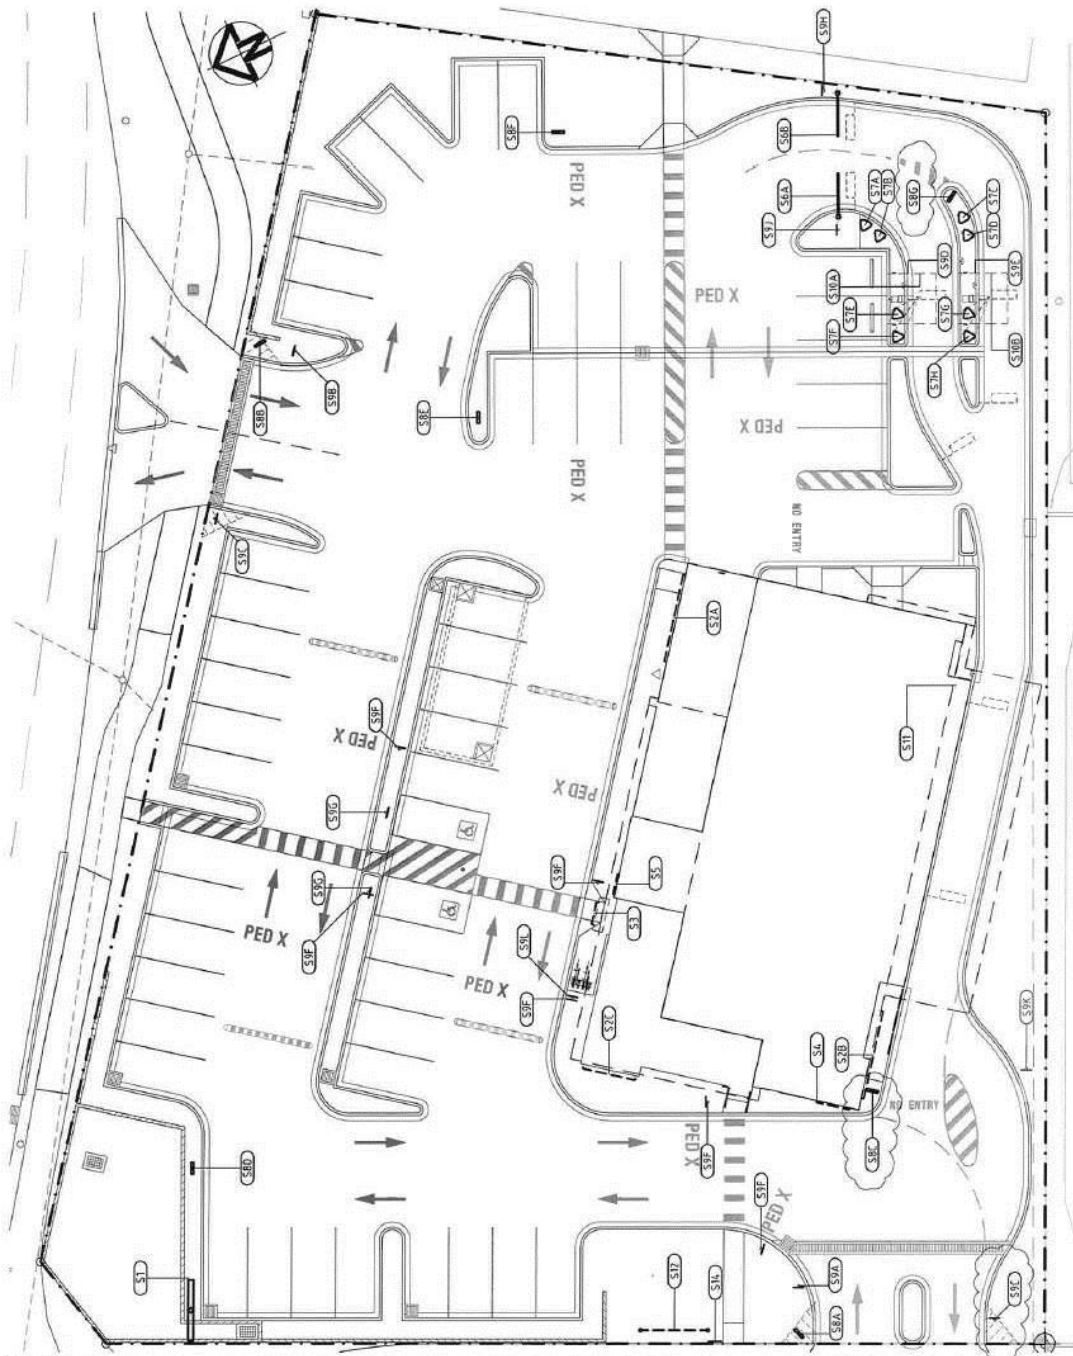 N
S9H
S8F
S6B
PED X
S6A
S7A
S7B
S8G
S7C
S9J
S7D
S10A
S9D
S9E
PED X
S7E
S7G
S7F
S8B
S9B
S7H
S10B
S8E
PED X
PED X
S9C
NO ENTRY
S2A
S9F
PED X
S11
PED X
S9G
S9F
S5
S9G
PED X
S3
S9F
S9L
PED X
S9K
S9F
S2C
S4
S2B
NO ENTRY
PED X
S9F
S8D
S8C
S9F
PED X
S1
S12
S14
S9A
S8A
S9C